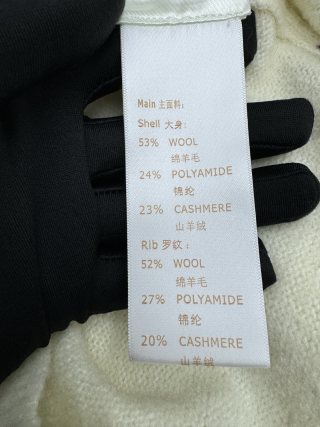 Main 主面料:
Shell 大身:
53% WOOL
绵羊毛
24% POLYAMIDE
锦纶
23% CASHMERE
山羊绒
Rib 罗纹:
52% WOOL
绵羊毛
27% POLYAMIDE
锦纶
20% CASHMERE
山羊绒